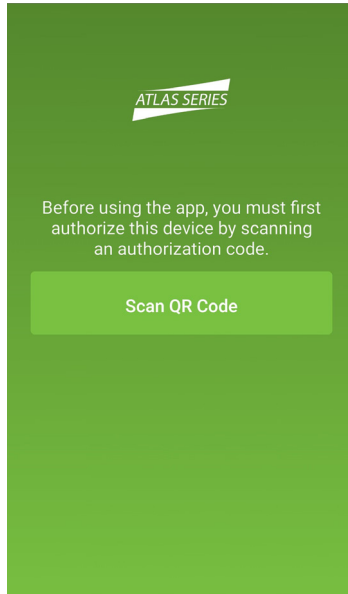 ATLAS SERIES
Before using the app, you must first
authorize this device by scanning
an authorization code.
Scan QR Code